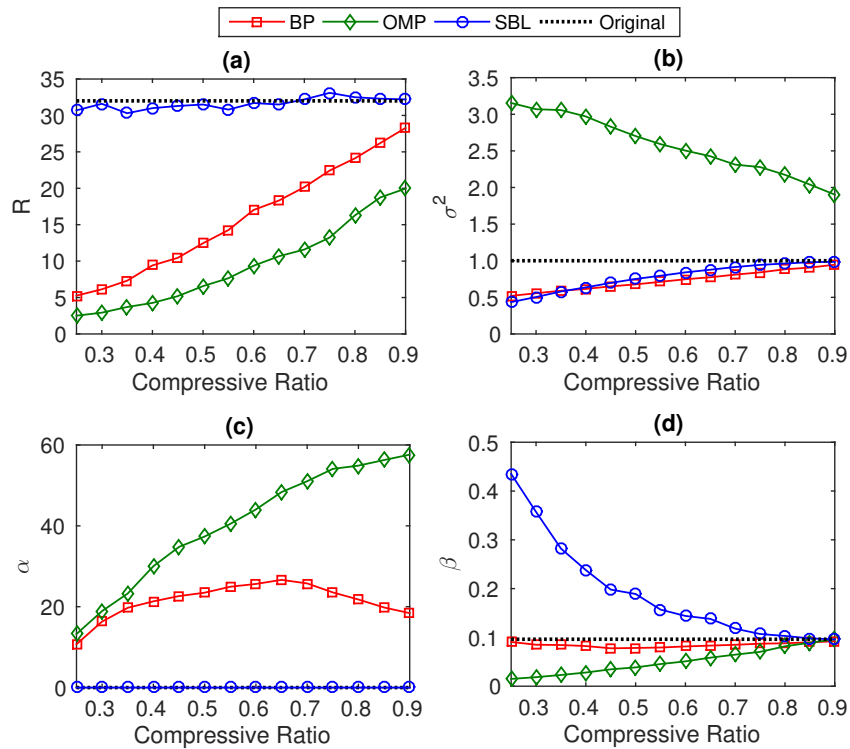 BP OMP SBL Original
(a)
R
35
30
25
20
15
10
5
0
0.3 0.4 0.5 0.6 0.7 0.8 0.9
Compressive Ratio
(b)
σ²
3.5
3.0
2.5
2.0
1.5
1.0
0.5
0
0.3 0.4 0.5 0.6 0.7 0.8 0.9
Compressive Ratio
(c)
α
60
40
20
0
0.3 0.4 0.5 0.6 0.7 0.8 0.9
Compressive Ratio
(d)
β
0.5
0.4
0.3
0.2
0.1
0
0.3 0.4 0.5 0.6 0.7 0.8 0.9
Compressive Ratio